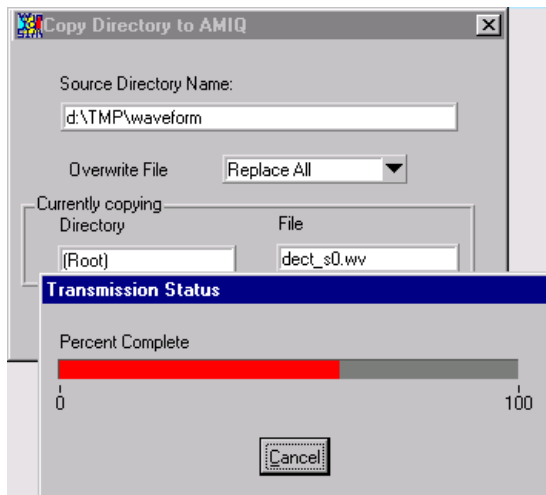 Copy Directory to AMIQ
Source Directory Name:
d:\TMP\waveform
Overwrite File
Replace All
Currently copying
Directory
File
(Root)
dect_s0.wv
Transmission Status
Percent Complete
0
100
Cancel